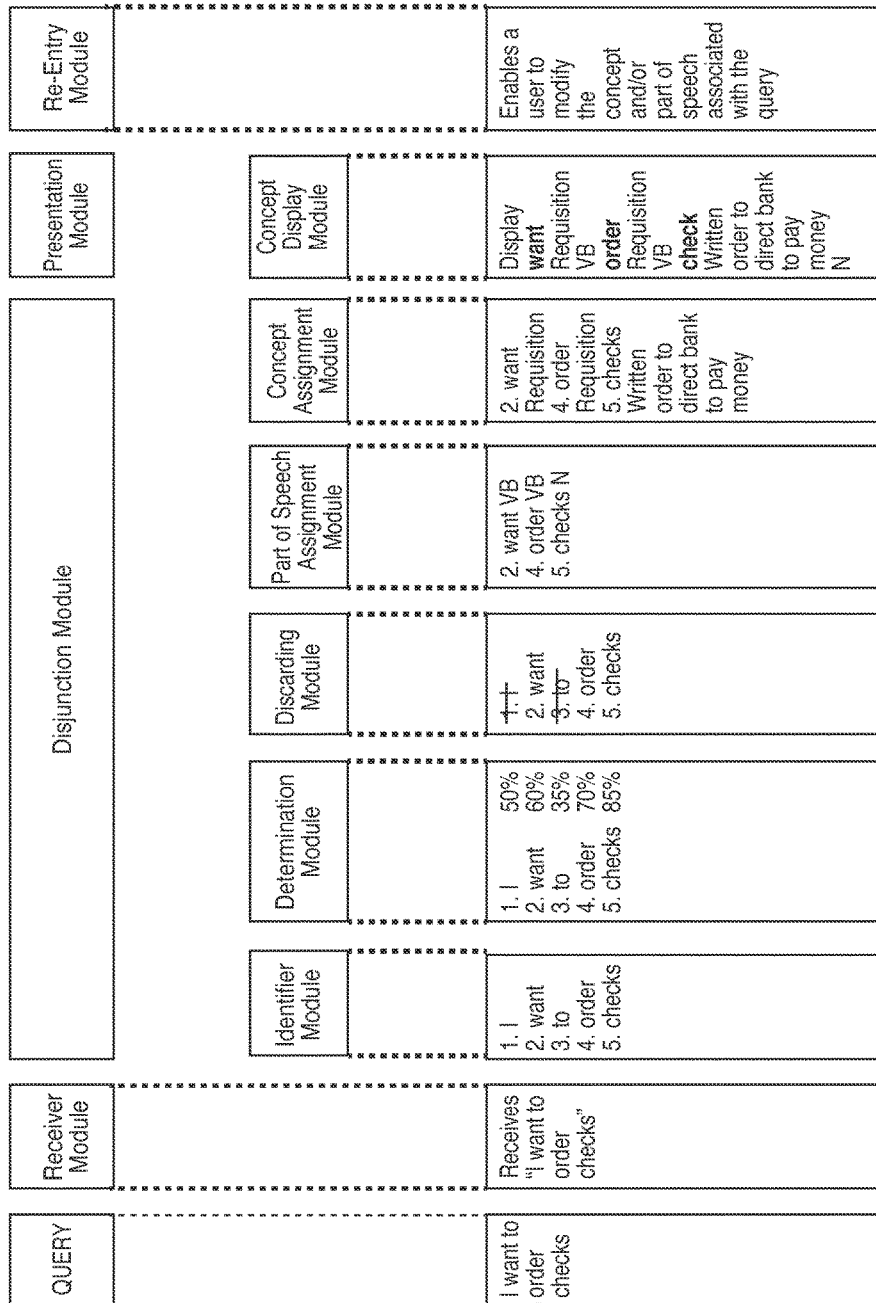 QUERY
I want to
order
checks
Receiver
Module
Receives
"I want to
order
checks"
Disjunction Module
Identifier
Module
1. I
2. want
3. to
4. order
5. checks
Determination
Module
1. I 50%
2. want 60%
3. to 35%
4. order 70%
5. checks 85%
Discarding
Module
1. I
2. want
3. to
4. order
5. checks
Part of Speech
Assignment
Module
2. want VB
4. order VB
5. checks N
Concept
Assignment
Module
2. want
Requisition
4. order
Requisition
5. checks
Written
order to
direct bank
to pay
money
Presentation
Module
Concept
Display
Module
Display
want
Requisition
VB
order
Requisition
VB
check
Written
order to
direct bank
to pay
money
N
Re-Entry
Module
Enables a
user to
modify
the
concept
and/or
part of
speech
associated
with the
query